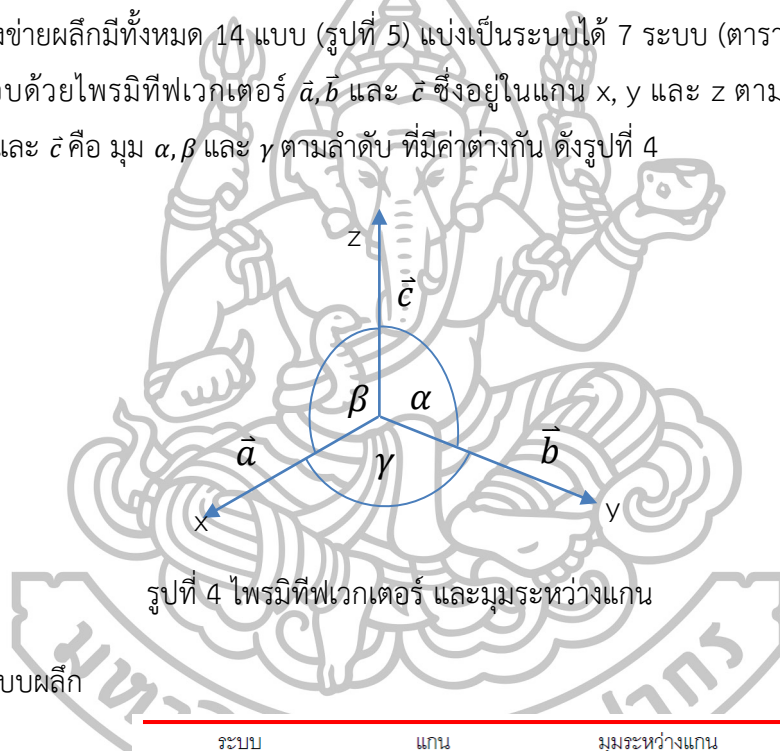 งข่ายผลึกมีทั้งหมด 14 แบบ (รูปที่ 5) แบ่งเป็นระบบได้ 7 ระบบ (ตารา
อบด้วยไพรมิทีฟเวกเตอร์ a⃗, b⃗ และ c⃗ ซึ่งอยู่ในแกน x, y และ z ตาม
และ c⃗ คือ มุม α, β และ γ ตามลำดับ ที่มีค่าต่างกัน ดังรูปที่ 4
z
c⃗
β α
a⃗ γ b⃗
x y
รูปที่ 4 ไพรมิทีฟเวกเตอร์ และมุมระหว่างแกน
บบผลึก
ระบบ แกน มุมระหว่างแกน